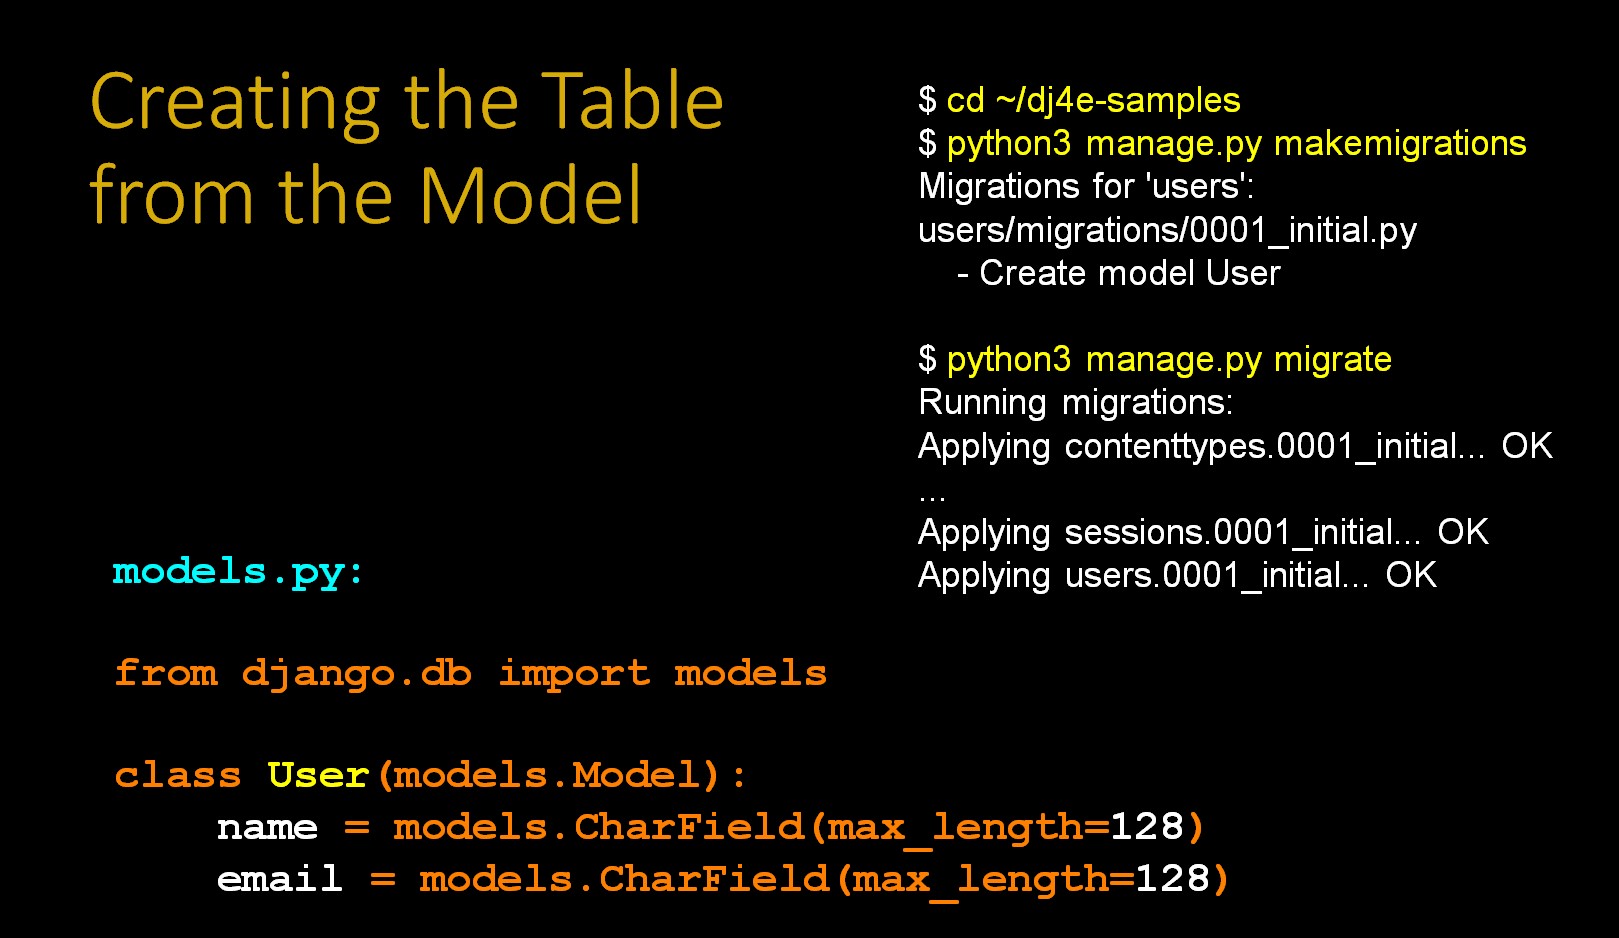 Creating the Table
from the Model
$ cd ~/dj4e-samples
$ python3 manage.py makemigrations
Migrations for 'users':
users/migrations/0001_initial.py
    - Create model User
$ python3 manage.py migrate
Running migrations:
Applying contenttypes.0001_initial... OK
...
Applying sessions.0001_initial... OK
Applying users.0001_initial... OK
models.py:
from django.db import models
class User(models.Model):
    name = models.CharField(max_length=128)
    email = models.CharField(max_length=128)